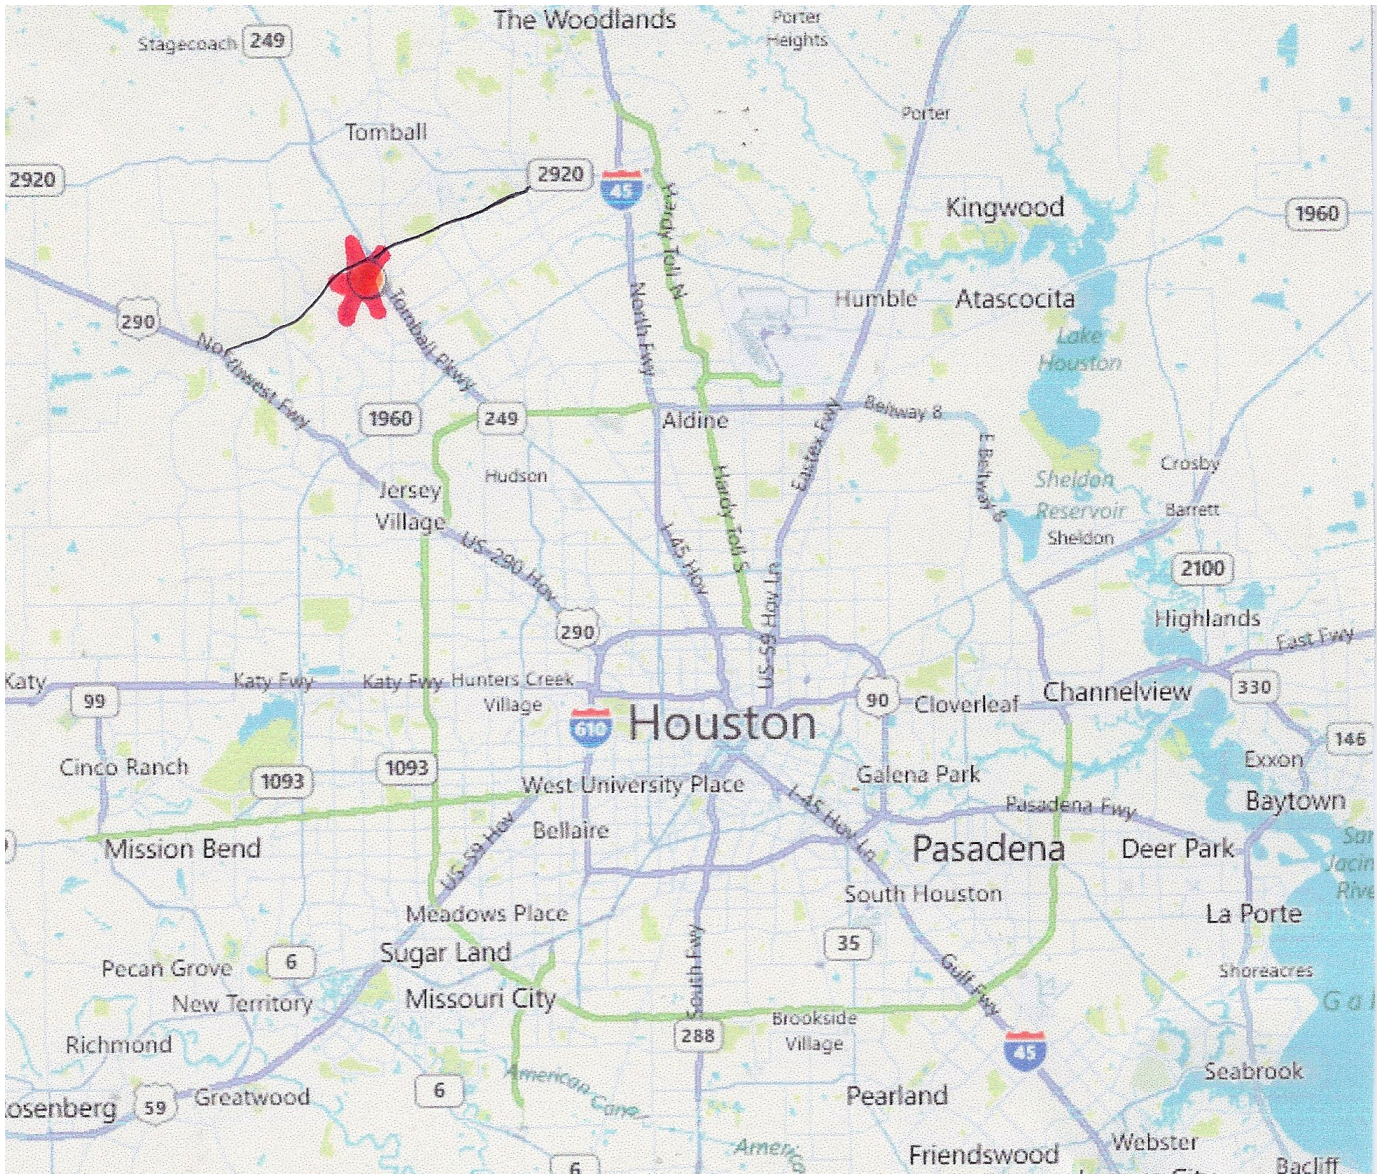 The Woodlands
Porter
Heights
Stagecoach
249
Porter
Tomball
2920
2920
45
Kingwood
1960
Hardy Toll N
290
Humble
Atascocita
Tomball Pkwy
North Fwy
Lake
Houston
Northwest Fwy
1960
249
Aldine
Beltway 8
Eastex Fwy
E Beltway 8
Hudson
Crosby
Jersey
Village
Sheldon
Reservoir
Barrett
Sheldon
Hardy Toll S
US-290 Hov
I-45 Hov
2100
US-59 Hov Ln
Highlands
290
East Fwy
Katy
Katy Fwy
Katy Fwy
Hunters Creek
Village
99
90
Cloverleaf
Channelview
330
610
Houston
146
Cinco Ranch
1093
1093
West University Place
Galena Park
Exxon
Baytown
I-45 Hov Ln
Pasadena Fwy
Mission Bend
Bellaire
US-59 Hov
Pasadena
Deer Park
San
Jacin
Rive
South Houston
Meadows Place
La Porte
35
Sugar Land
6
Pecan Grove
South Fwy
Gulf Fwy
Shoreacres
New Territory
Missouri City
Gal
Brookside
Village
288
Richmond
45
Seabrook
American Canal
6
Greatwood
59
osenberg
Pearland
Webster
America
Friendswood
6
Bacliff